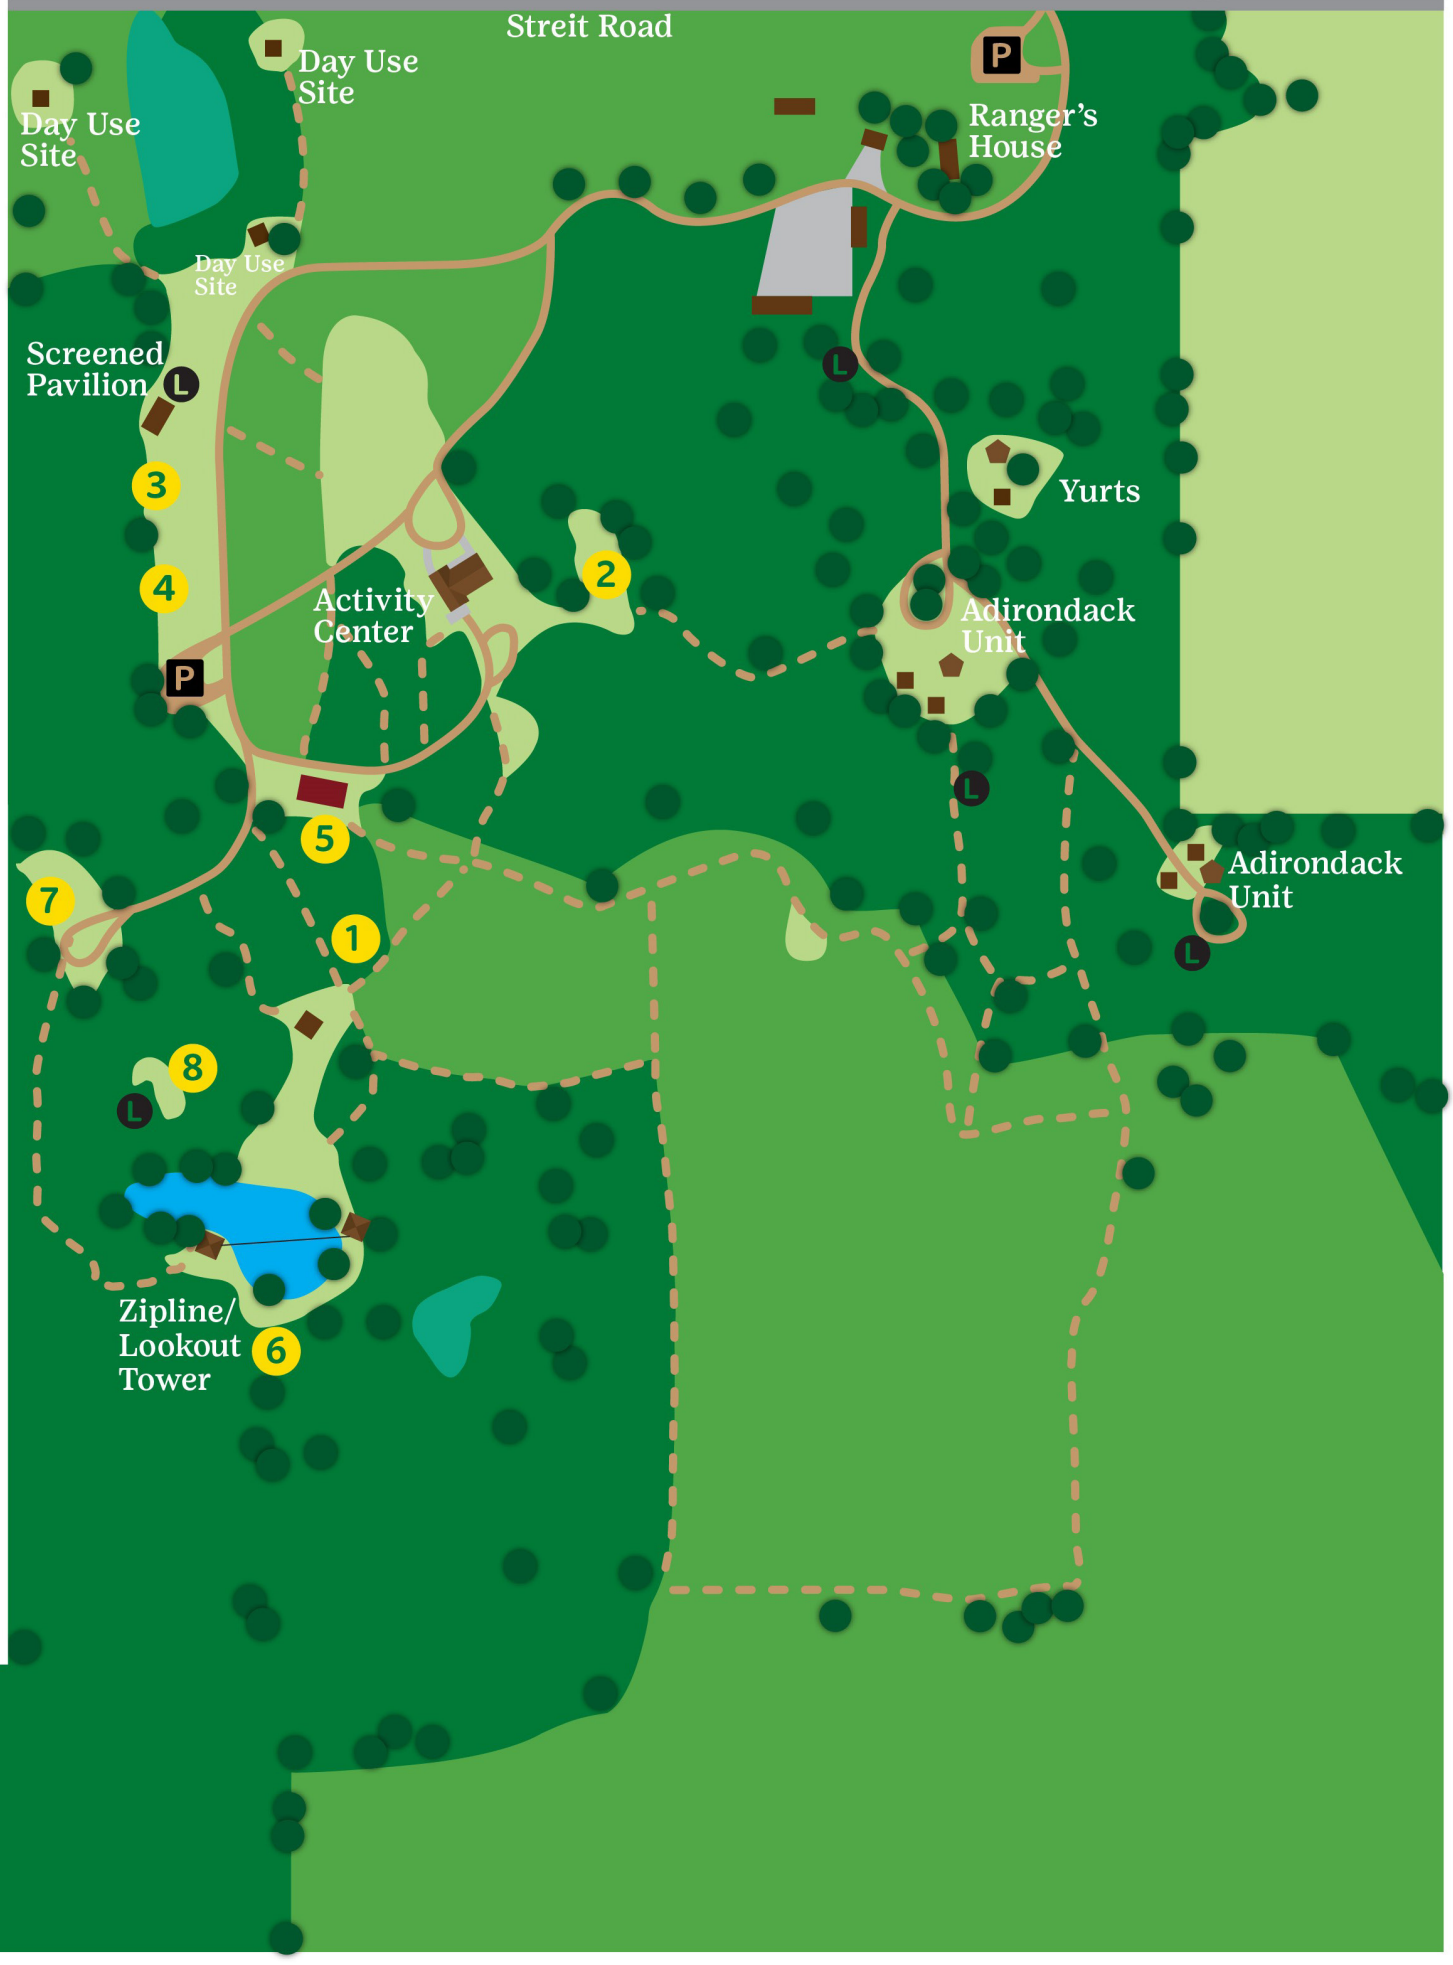 Streit Road
P
Day Use
Site
Day Use
Site
Ranger's
House
Day Use
Site
Screened
Pavilion
L
L
3
Yurts
2
4
Activity
Center
Adirondack
Unit
P
L
5
Adirondack
Unit
7
1
L
8
L
Zipline/
Lookout
Tower
6